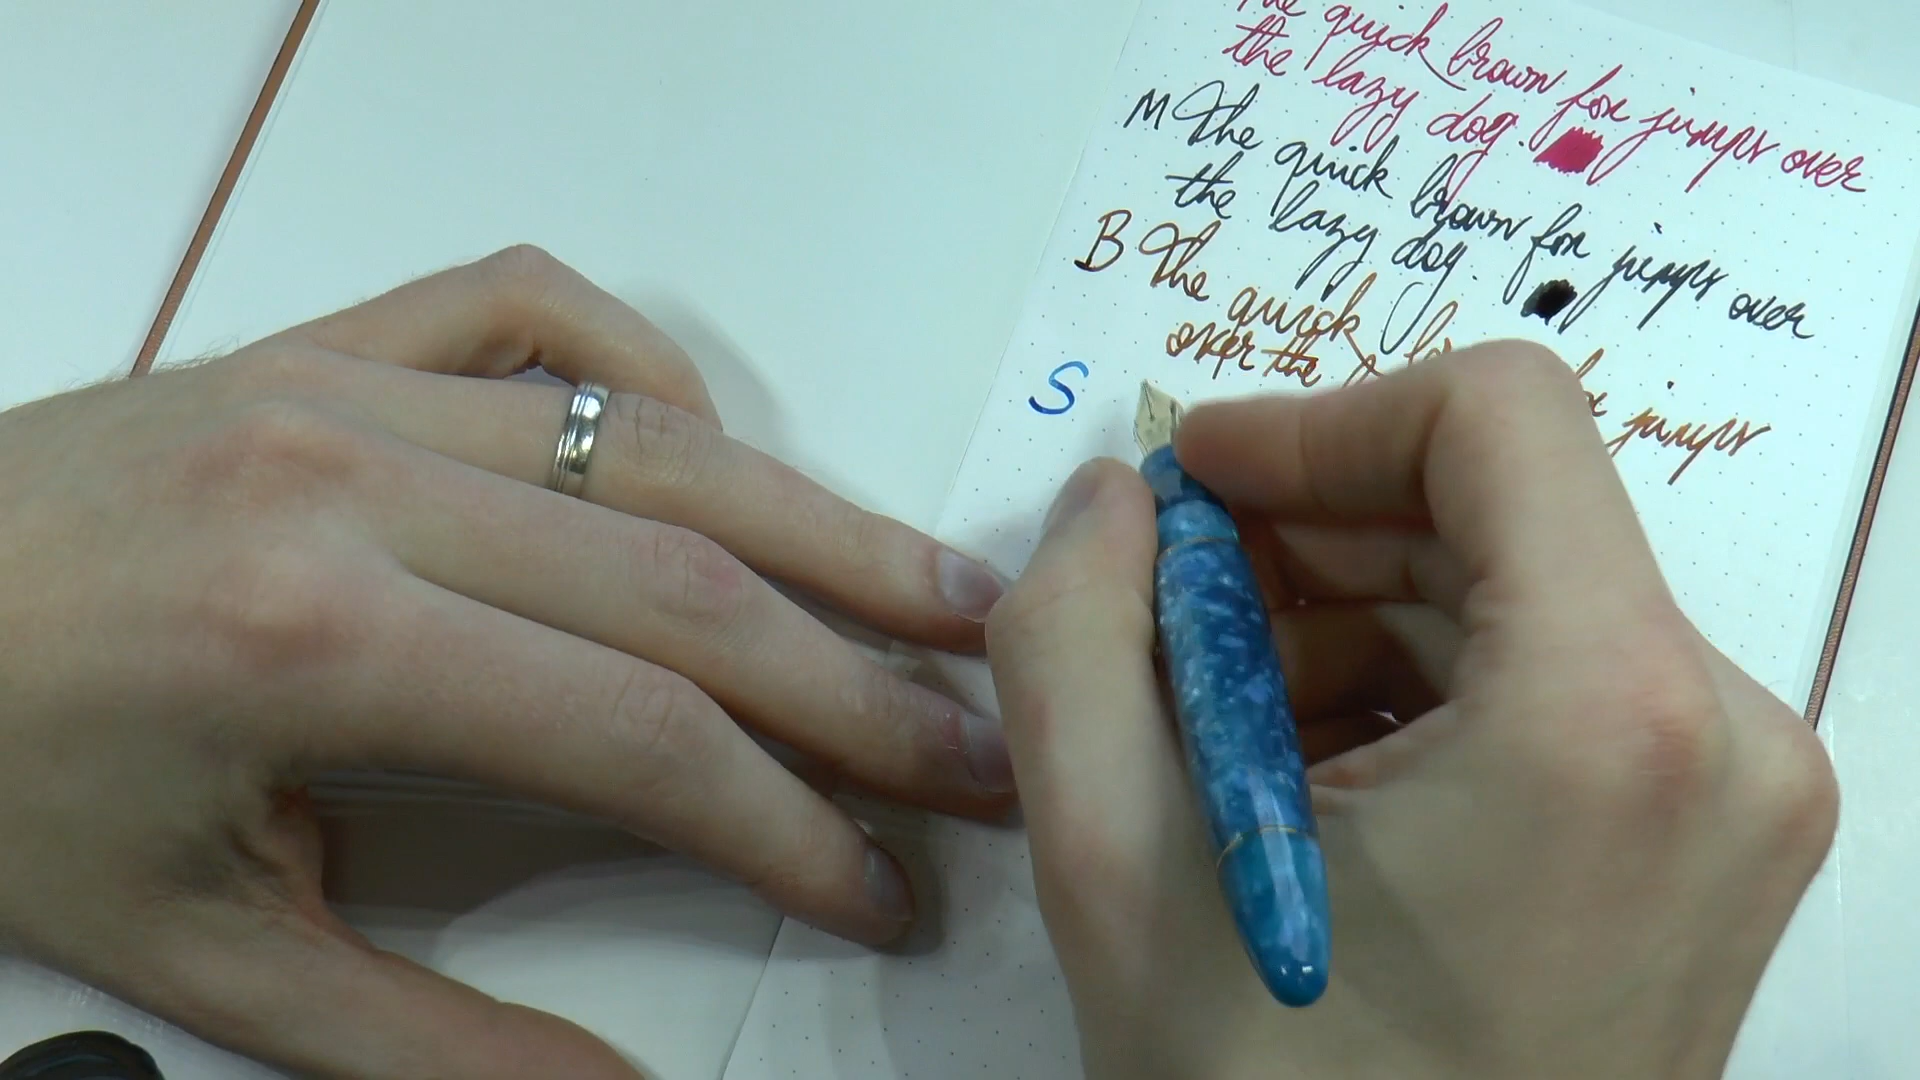 The quick brown fox jumps over
the lazy dog.
M The quick brown fox jumps over
the lazy dog.
B The quick jumps
over the
S